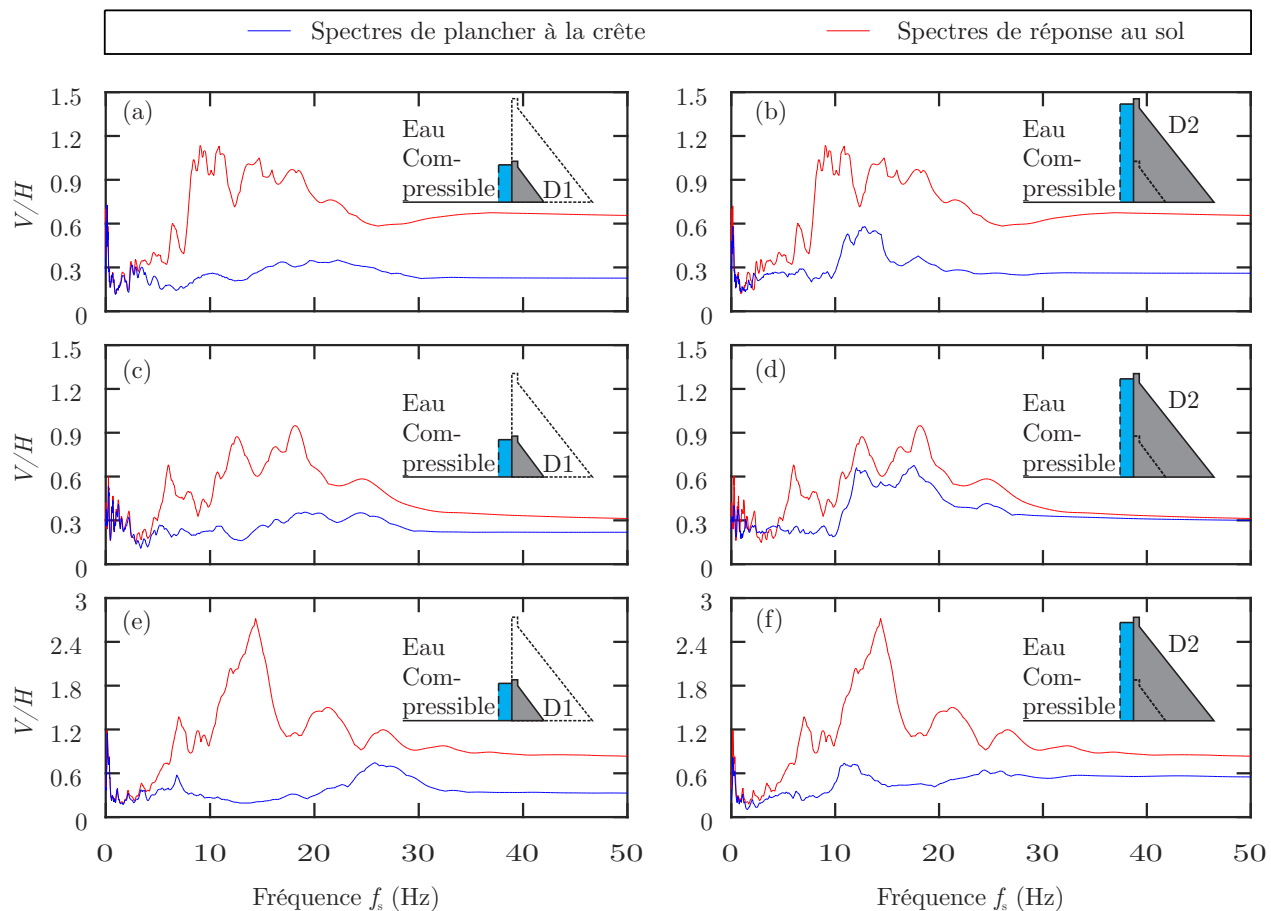 Spectres de plancher à la crête
Spectres de réponse au sol
(a)
Eau
Com-
pressible
D1
V/H
1.5
1.2
0.9
0.6
0.3
0
(b)
Eau
Com-
pressible
D2
1.5
1.2
0.9
0.6
0.3
0
(c)
Eau
Com-
pressible
D1
V/H
1.5
1.2
0.9
0.6
0.3
0
(d)
Eau
Com-
pressible
D2
1.5
1.2
0.9
0.6
0.3
0
(e)
Eau
Com-
pressible
D1
V/H
3
2.4
1.8
1.2
0.6
0
0 10 20 30 40 50
Fréquence fs (Hz)
(f)
Eau
Com-
pressible
D2
3
2.4
1.8
1.2
0.6
0
0 10 20 30 40 50
Fréquence fs (Hz)